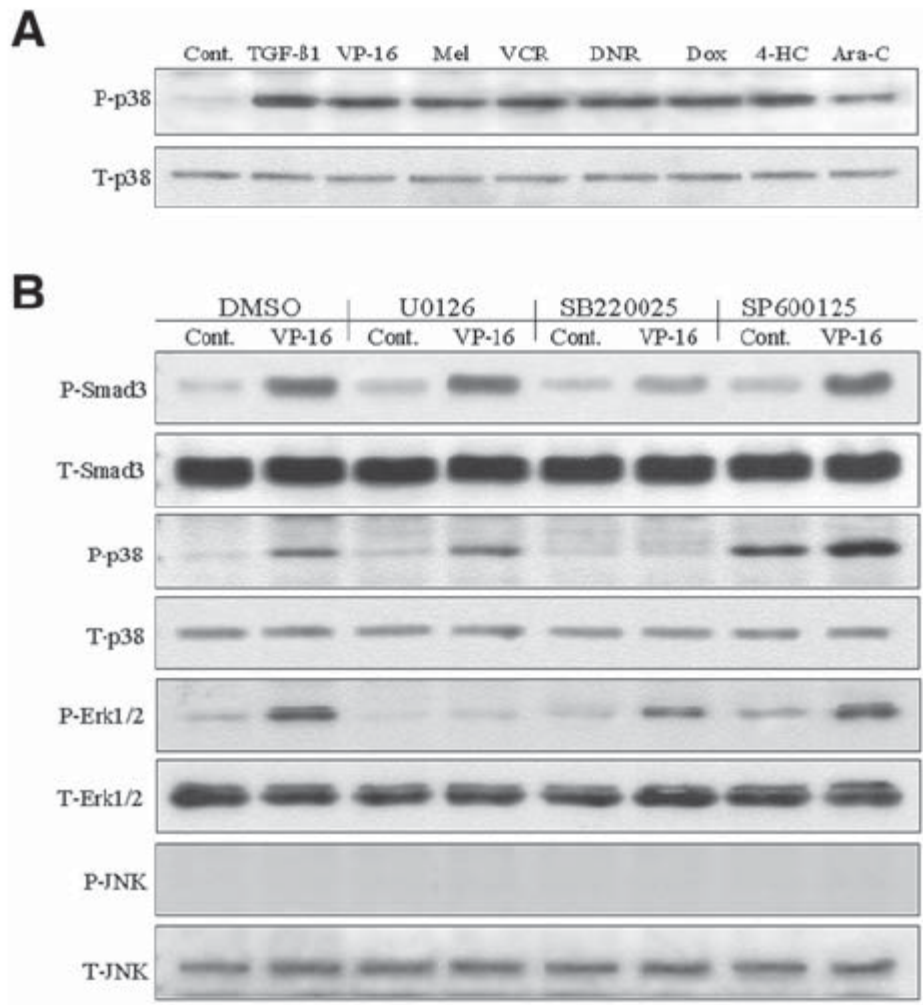 A
Cont. TGF-ß1 VP-16 Mel VCR DNR Dox 4-HC Ara-C
P-p38
T-p38
B
DMSO U0126 SB220025 SP600125
Cont. VP-16 Cont. VP-16 Cont. VP-16 Cont. VP-16
P-Smad3
T-Smad3
P-p38
T-p38
P-Erk1/2
T-Erk1/2
P-JNK
T-JNK